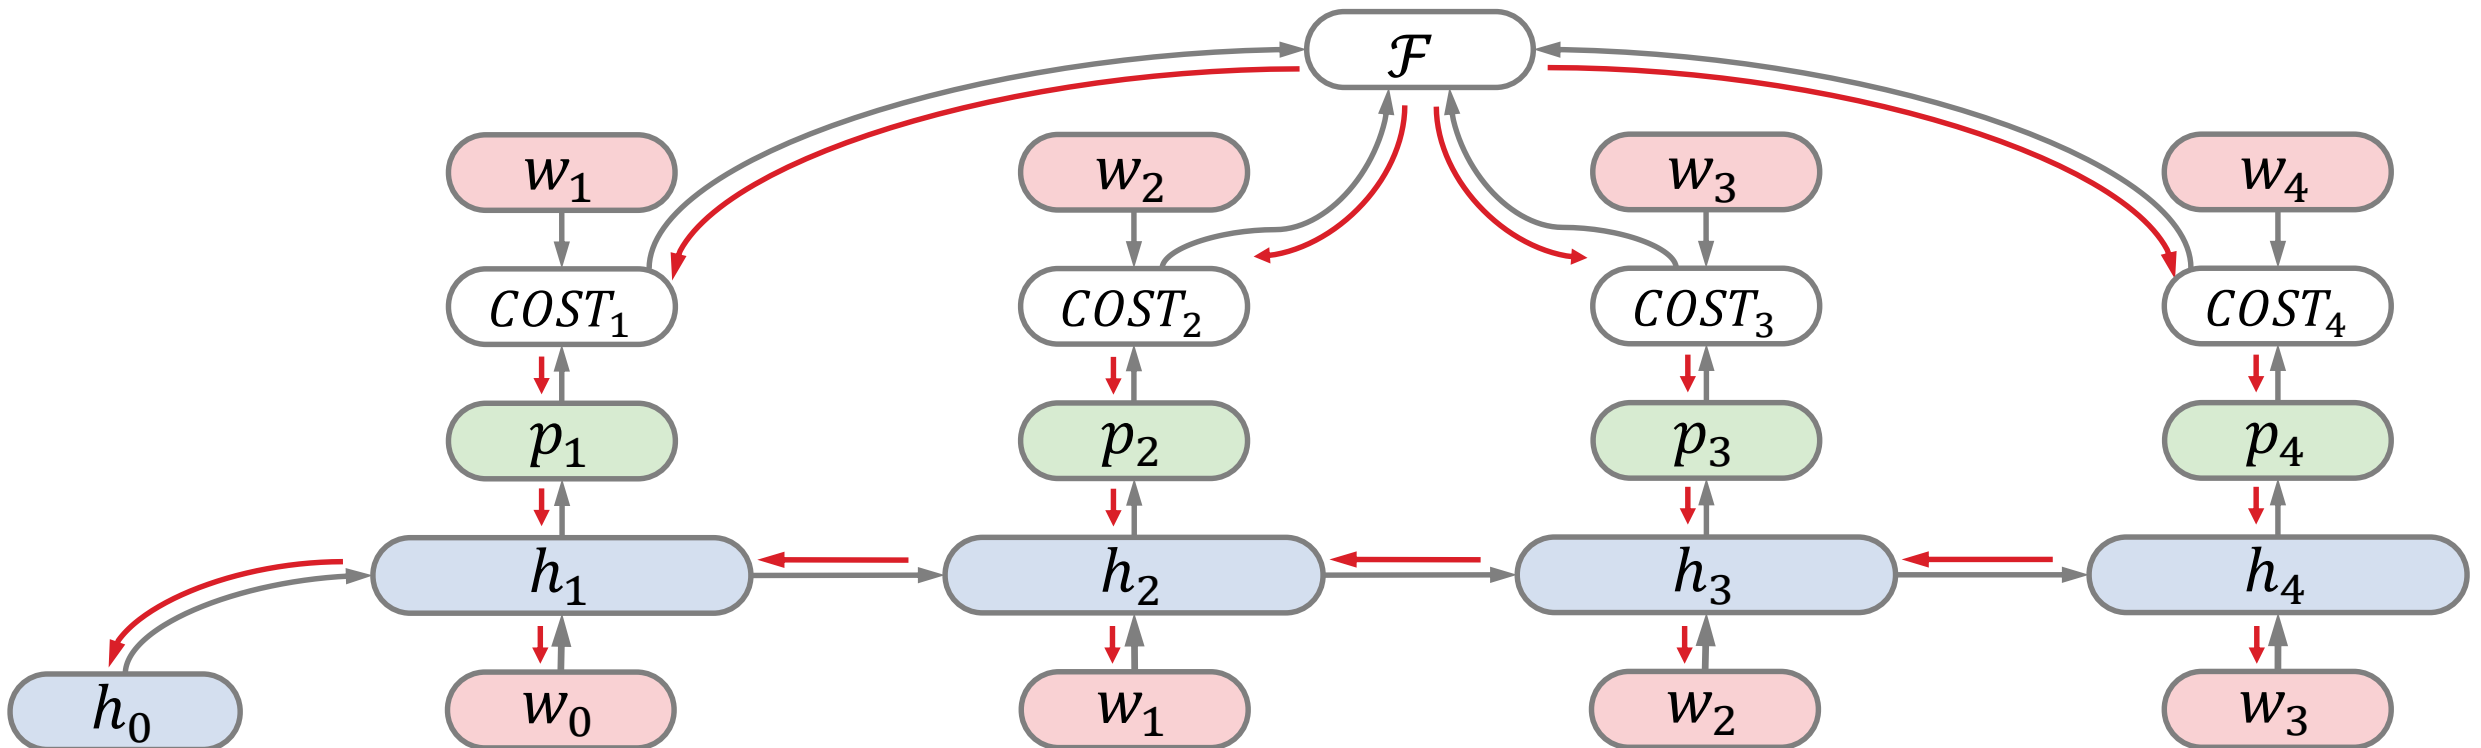 ℱ
w₁ w₂ w₃ w₄
COST₁ COST₂ COST₃ COST₄
p₁ p₂ p₃ p₄
h₁ h₂ h₃ h₄
h₀ w₀ w₁ w₂ w₃